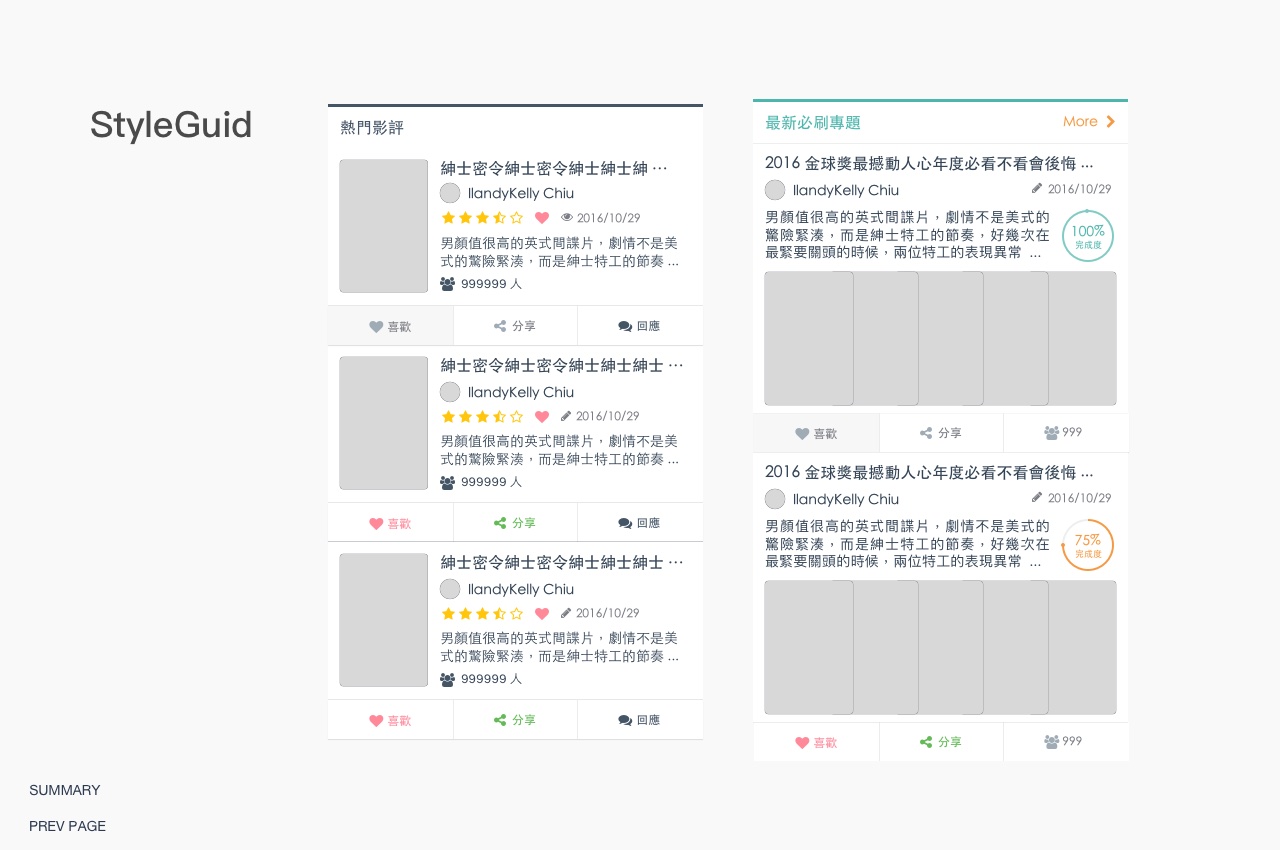 StyleGuid
熱門影評
紳士密令紳士密令紳士紳士紳 ⋯
IlandyKelly Chiu
2016/10/29
男顏值很高的英式間諜片，劇情不是美
式的驚險緊湊，而是紳士特工的節奏 ...
999999 人
喜歡 分享 回應
紳士密令紳士密令紳士紳士紳士 ⋯
IlandyKelly Chiu
2016/10/29
男顏值很高的英式間諜片，劇情不是美
式的驚險緊湊，而是紳士特工的節奏 ...
999999 人
喜歡 分享 回應
紳士密令紳士密令紳士紳士紳士 ⋯
IlandyKelly Chiu
2016/10/29
男顏值很高的英式間諜片，劇情不是美
式的驚險緊湊，而是紳士特工的節奏 ...
999999 人
喜歡 分享 回應
最新必刷專題 More
2016 金球獎最撼動人心年度必看不看會後悔 ...
IlandyKelly Chiu 2016/10/29
男顏值很高的英式間諜片，劇情不是美式的
驚險緊湊，而是紳士特工的節奏，好幾次在
最緊要關頭的時候，兩位特工的表現異常 ...
100%
完成度
喜歡 分享 999
2016 金球獎最撼動人心年度必看不看會後悔 ...
IlandyKelly Chiu 2016/10/29
男顏值很高的英式間諜片，劇情不是美式的
驚險緊湊，而是紳士特工的節奏，好幾次在
最緊要關頭的時候，兩位特工的表現異常 ...
75%
完成度
喜歡 分享 999
SUMMARY
PREV PAGE